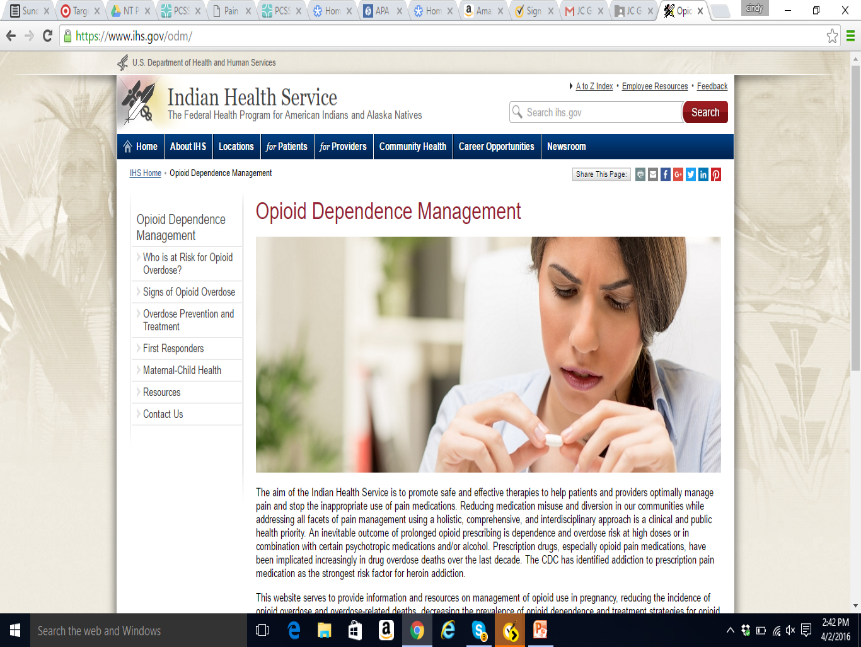 Sunc
Targ
NT P
PCSS
Pain
PCSS
Hom
APA
Hom
Ama
Sign
JC G
JC G
Opio
cindy
https://www.ihs.gov/odm/
U.S. Department of Health and Human Services
Indian Health Service
The Federal Health Program for American Indians and Alaska Natives
A to Z Index • Employee Resources • Feedback
Search ihs.gov
Search
Home
About IHS
Locations
for Patients
for Providers
Community Health
Career Opportunities
Newsroom
IHS Home • Opioid Dependence Management
Share This Page:
Opioid Dependence
Management
Who is at Risk for Opioid
Overdose?
Signs of Opioid Overdose
Overdose Prevention and
Treatment
First Responders
Maternal-Child Health
Resources
Contact Us
Opioid Dependence Management
The aim of the Indian Health Service is to promote safe and effective therapies to help patients and providers optimally manage
pain and stop the inappropriate use of pain medications. Reducing medication misuse and diversion in our communities while
addressing all facets of pain management using a holistic, comprehensive, and interdisciplinary approach is a clinical and public
health priority. An inevitable outcome of prolonged opioid prescribing is dependence and overdose risk at high doses or in
combination with certain psychotropic medications and/or alcohol. Prescription drugs, especially opioid pain medications, have
been implicated increasingly in drug overdose deaths over the last decade. The CDC has identified addiction to prescription pain
medication as the strongest risk factor for heroin addiction.
This website serves to provide information and resources on management of opioid use in pregnancy, reducing the incidence of
opioid overdose and overdose-related deaths, decreasing the prevalence of opioid dependence and treatment strategies for opioid
Search the web and Windows
2:42 PM
4/2/2016